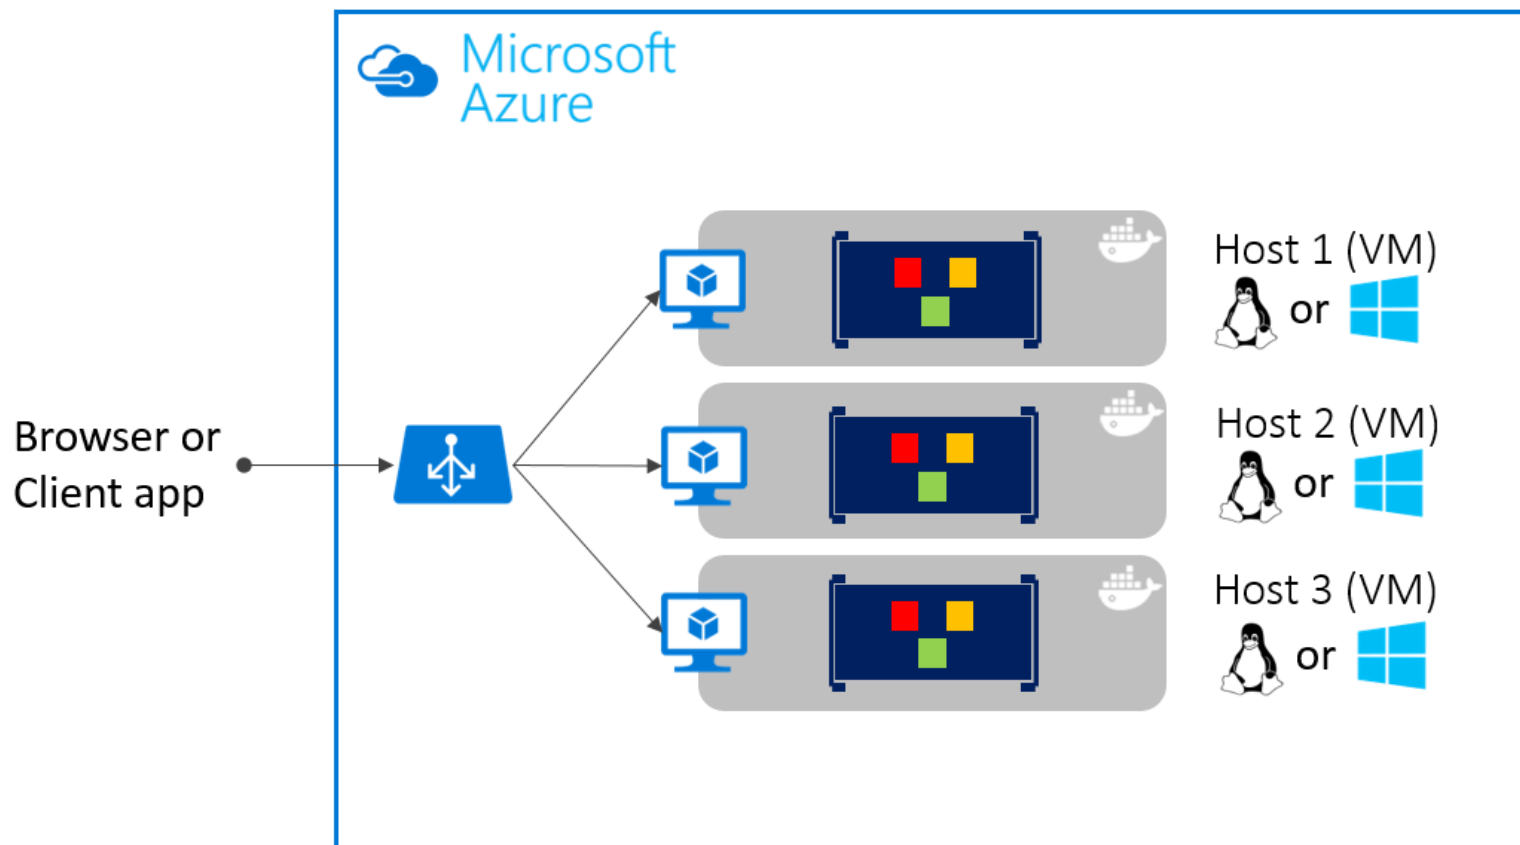 Microsoft
Azure
Host 1 (VM)
or
Browser or
Client app
Host 2 (VM)
or
Host 3 (VM)
or